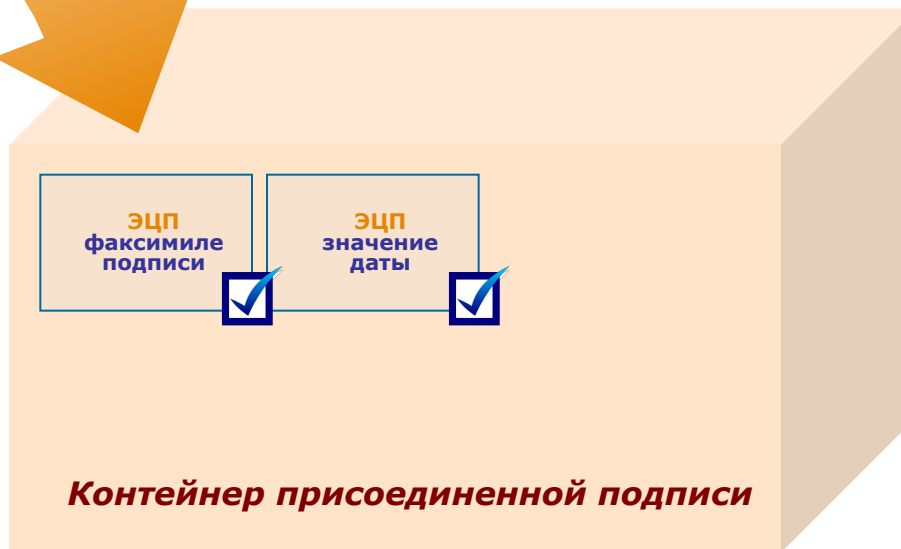 ЭЦП
факсимиле
подписи
ЭЦП
значение
даты
Контейнер присоединенной подписи